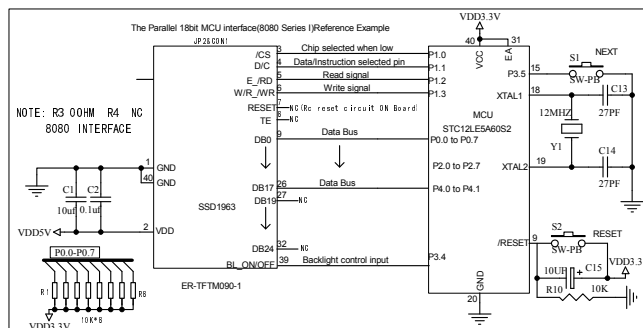 The Parallel 18bit MCU interface(8080 Series I)Reference Example
JP2&CON1
VDD3.3V
/CS 3 Chip selected when low P1.0
D/C 4 Data/Instruction selected pin P1.1
E_/RD 5 Read signal P1.2
W/R_/WR 6 Write signal P1.3
RESET 7 NC(Rc reset circuit ON Board)
TE 8 NC
DB0 9 Data Bus P0.0 to P0.7
P2.0 to P2.7
DB17 26 Data Bus P4.0 to P4.1
DB19 27 NC
DB24 32 NC
BL_ON/OFF 39 Backlight control input P3.4
NOTE: R3 0OHM R4 NC
8080 INTERFACE
1 GND
40 GND
C1 C2
10uf 0.1uf
VDD5V 2 VDD
SSD1963
ER-TFTM090-1
P0.0-P0.7
R1 R8
10K*8
VDD3.3V
40 31
VCC EA
MCU
STC12LE5A60S2
P3.5 15 S1 NEXT
SW-PB
XTAL1 18 C13
12MHZ 27PF
Y1
XTAL2 19 C14
27PF
/RESET 9 S2 RESET
SW-PB
VDD3.3V
10UF + C15
R10 10K
GND
20